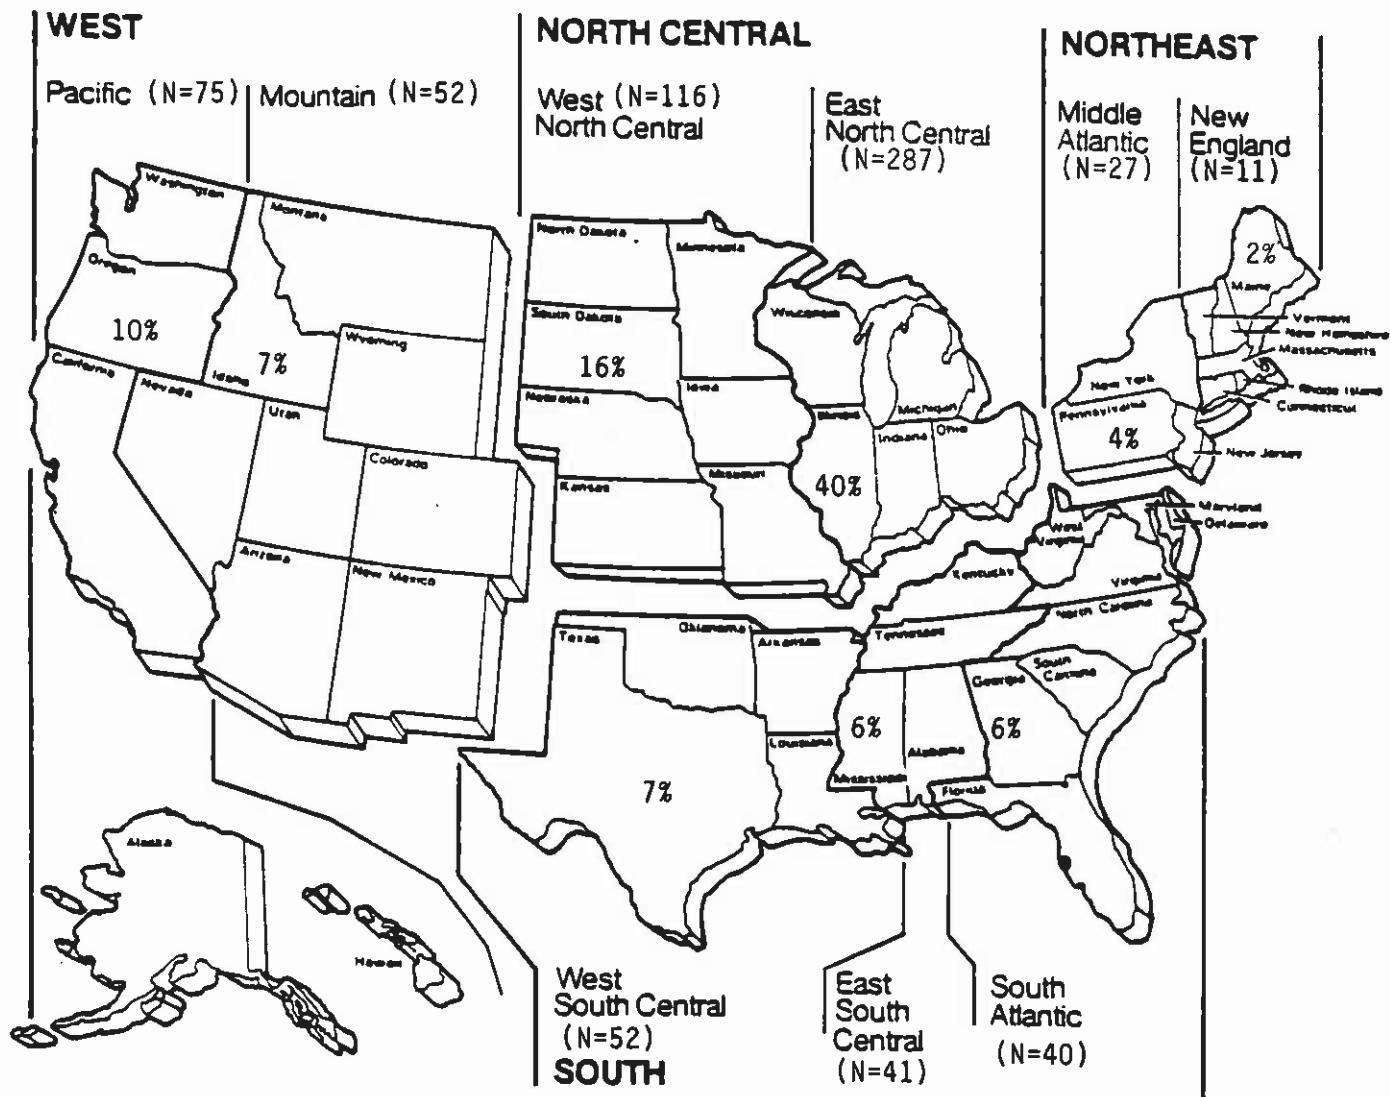 WEST
Pacific (N=75)
Mountain (N=52)
NORTH CENTRAL
West (N=116)
North Central
East
North Central
(N=287)
NORTHEAST
Middle
Atlantic
(N=27)
New
England
(N=11)
Washington
Montana
Oregon
10%
Idaho
7%
Wyoming
California
Nevada
Utah
Colorado
Arizona
New Mexico
North Dakota
Minnesota
South Dakota
16%
Wisconsin
Nebraska
Iowa
Michigan
Illinois
Indiana
Ohio
40%
Kansas
Missouri
2%
Maine
Vermont
New Hampshire
Massachusetts
New York
Rhode Island
Connecticut
Pennsylvania
4%
New Jersey
Maryland
Delaware
West
Virginia
Kentucky
Virginia
Texas
Oklahoma
Arkansas
Tennessee
North Carolina
South
Carolina
Georgia
6%
6%
Louisiana
Alabama
Mississippi
Florida
7%
Alaska
Hawaii
West
South Central
(N=52)
SOUTH
East
South
Central
(N=41)
South
Atlantic
(N=40)